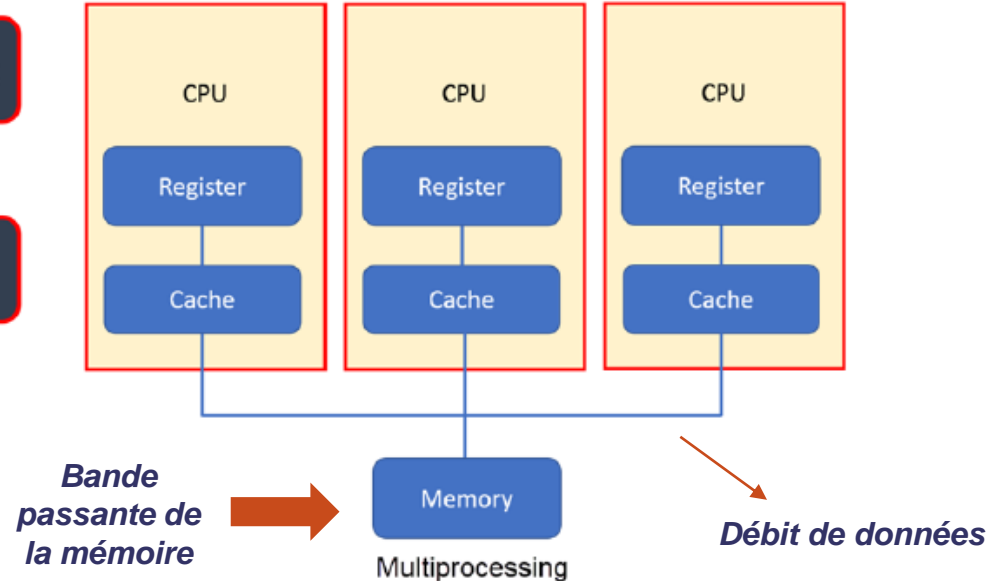 CPU CPU CPU
Register Register Register
Cache Cache Cache
Bande
passante de
la mémoire
Memory
Débit de données
Multiprocessing